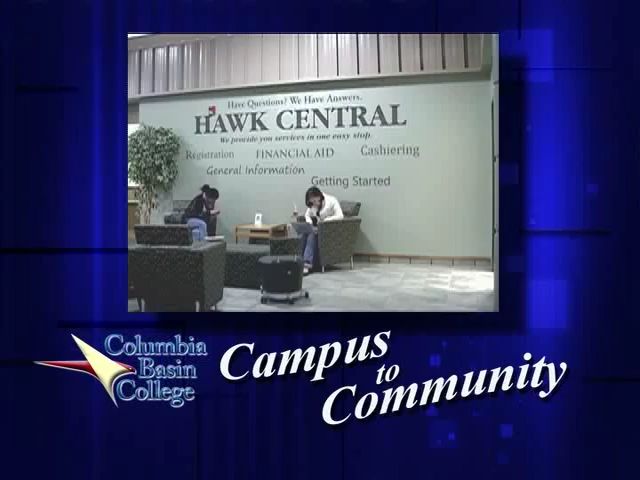 Have Questions? We Have Answers.
HAWK CENTRAL
We provide you services in one easy stop.
Registration FINANCIAL AID Cashiering
General Information
Getting Started
Columbia
Basin
College
Campus
to
Community